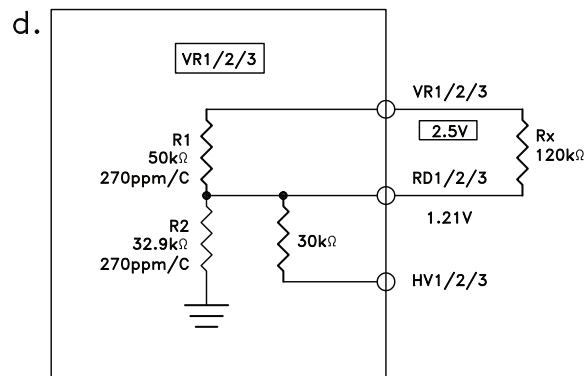 d.
VR1/2/3
VR1/2/3
2.5V
R1
50kΩ
270ppm/C
Rx
120kΩ
RD1/2/3
1.21V
R2
32.9kΩ
270ppm/C
30kΩ
HV1/2/3